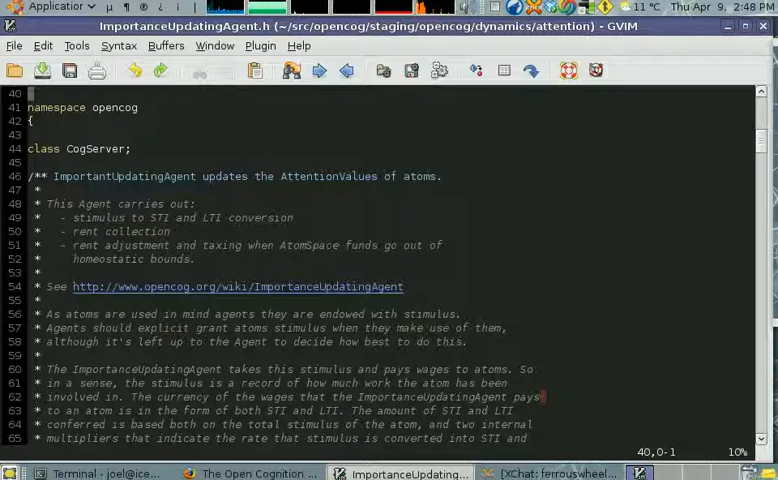 11 °C Thu Apr 9, 2:48 PM
ImportanceUpdatingAgent.h (~/src/opencog/staging/opencog/dynamics/attention) - GVIM
File Edit Tools Syntax Buffers Window Plugin Help
40
41 namespace opencog
42 {
43
44 class CogServer;
45
46 /** ImportantUpdatingAgent updates the AttentionValues of atoms.
47 *
48 * This Agent carries out:
49 * - stimulus to STI and LTI conversion
50 * - rent collection
51 * - rent adjustment and taxing when AtomSpace funds go out of
52 * homeostatic bounds.
53 *
54 * See http://www.opencog.org/wiki/ImportanceUpdatingAgent
55 *
56 * As atoms are used in mind agents they are endowed with stimulus.
57 * Agents should explicit grant atoms stimulus when they make use of them,
58 * although it's left up to the Agent to decide how best to do this.
59 *
60 * The ImportanceUpdatingAgent takes this stimulus and pays wages to atoms. So
61 * in a sense, the stimulus is a record of how much work the atom has been
62 * involved in. The currency of the wages that the ImportanceUpdatingAgent pays
63 * to an atom is in the form of both STI and LTI. The amount of STI and LTI
64 * conferred is based both on the total stimulus of the atom, and two internal
65 * multipliers that indicate the rate that stimulus is converted into STI and
40,0-1 10%
Terminal - joel@ice... The Open Cognition ... ImportanceUpdating... [XChat: ferrouswheel...